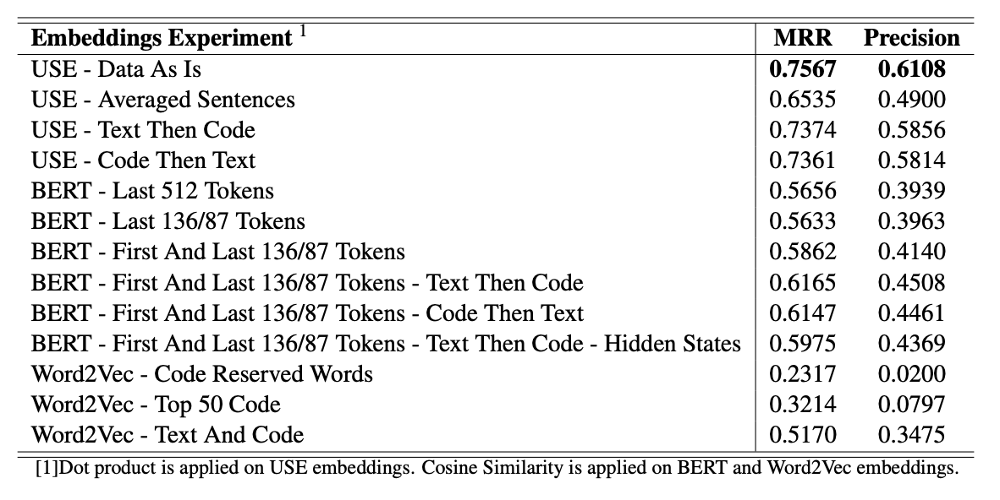 Embeddings Experiment 1 MRR Precision
USE - Data As Is 0.7567 0.6108
USE - Averaged Sentences 0.6535 0.4900
USE - Text Then Code 0.7374 0.5856
USE - Code Then Text 0.7361 0.5814
BERT - Last 512 Tokens 0.5656 0.3939
BERT - Last 136/87 Tokens 0.5633 0.3963
BERT - First And Last 136/87 Tokens 0.5862 0.4140
BERT - First And Last 136/87 Tokens - Text Then Code 0.6165 0.4508
BERT - First And Last 136/87 Tokens - Code Then Text 0.6147 0.4461
BERT - First And Last 136/87 Tokens - Text Then Code - Hidden States 0.5975 0.4369
Word2Vec - Code Reserved Words 0.2317 0.0200
Word2Vec - Top 50 Code 0.3214 0.0797
Word2Vec - Text And Code 0.5170 0.3475
[1]Dot product is applied on USE embeddings. Cosine Similarity is applied on BERT and Word2Vec embeddings.